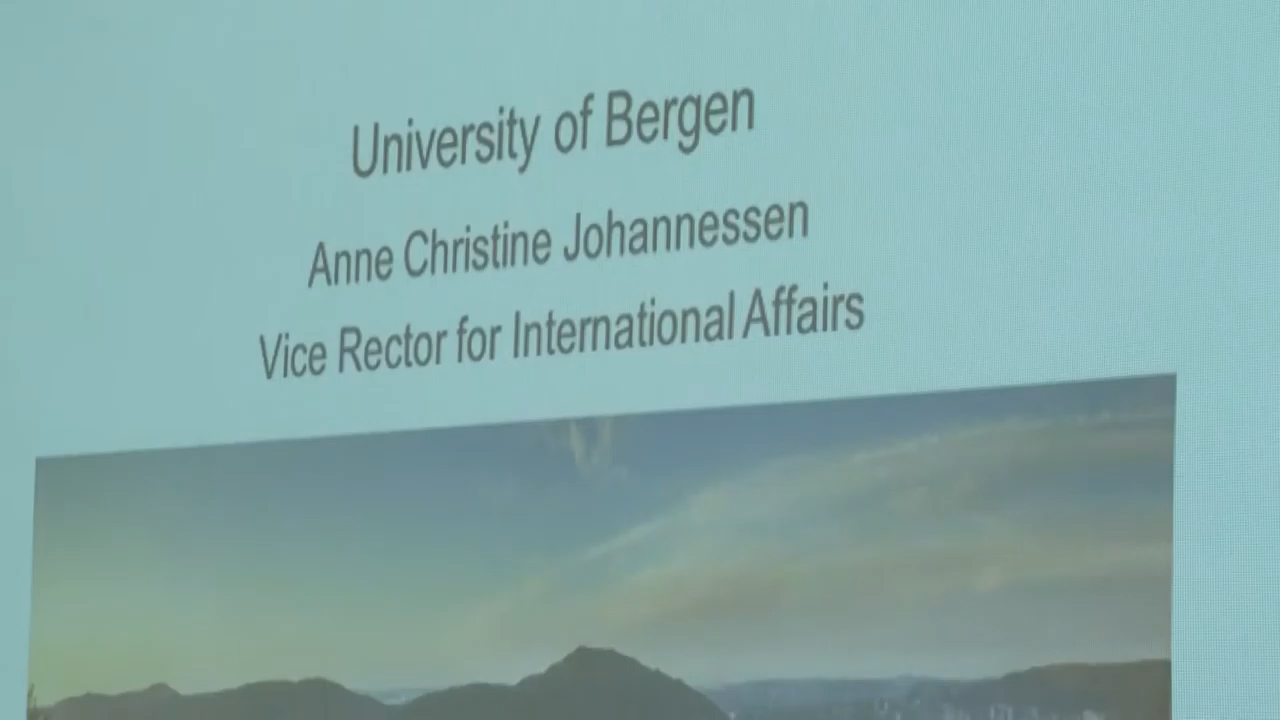 University of Bergen
Anne Christine Johannessen
Vice Rector for International Affairs